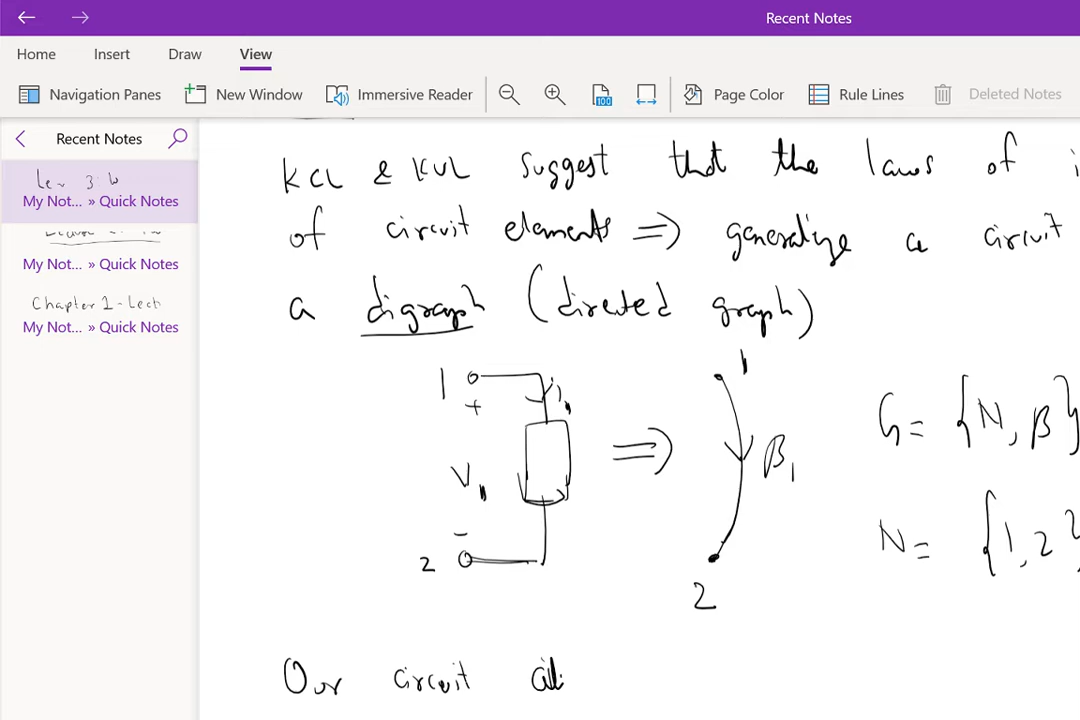 Recent Notes
Home Insert Draw View
Navigation Panes New Window Immersive Reader 100 Page Color Rule Lines Deleted Notes
Recent Notes
My Not... » Quick Notes
My Not... » Quick Notes
Chapter 1 - Lect
My Not... » Quick Notes
KCL & KVL suggest that the laws of i
of circuit elements => generalize a circuit
a digraph (directed graph)
1 + i₁ V₁ - 2
=>
1 β₁ 2
G = {N, β}
N = {1, 2}
Our circuit